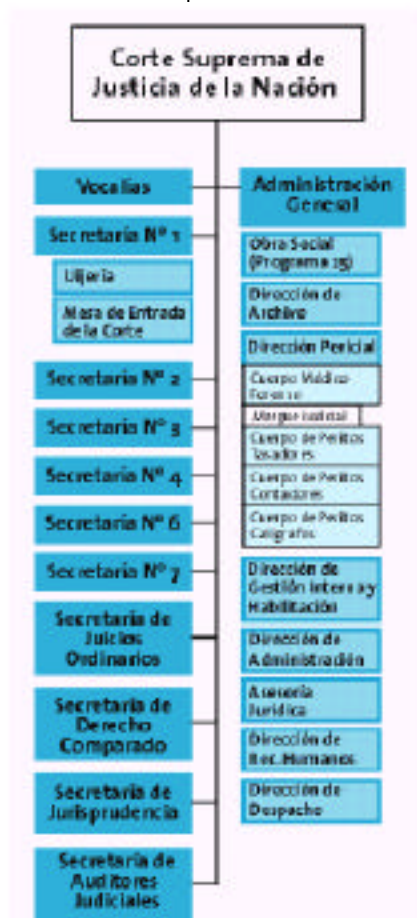 Corte Suprema de
Justicia de la Nación
Vocalías
Secretaría Nº 1
Ujiería
Mesa de Entrada
de la Corte
Secretaría Nº 2
Secretaría Nº 3
Secretaría Nº 4
Secretaría Nº 6
Secretaría Nº 7
Secretaría de
Juicios
Ordinarios
Secretaría de
Derecho
Comparado
Secretaría de
Jurisprudencia
Secretaría de
Auditores
Judiciales
Administración
General
Obra Social
(Programa 25)
Dirección de
Archivo
Dirección Pericial
Cuerpo Médico
Forense
Morgue Judicial
Cuerpo de Peritos
Tasadores
Cuerpo de Peritos
Contadores
Cuerpo de Peritos
Calígrafos
Dirección de
Gestión Interna y
Habilitación
Dirección de
Administración
Asesoría
Jurídica
Dirección de
Rec. Humanos
Dirección de
Despacho